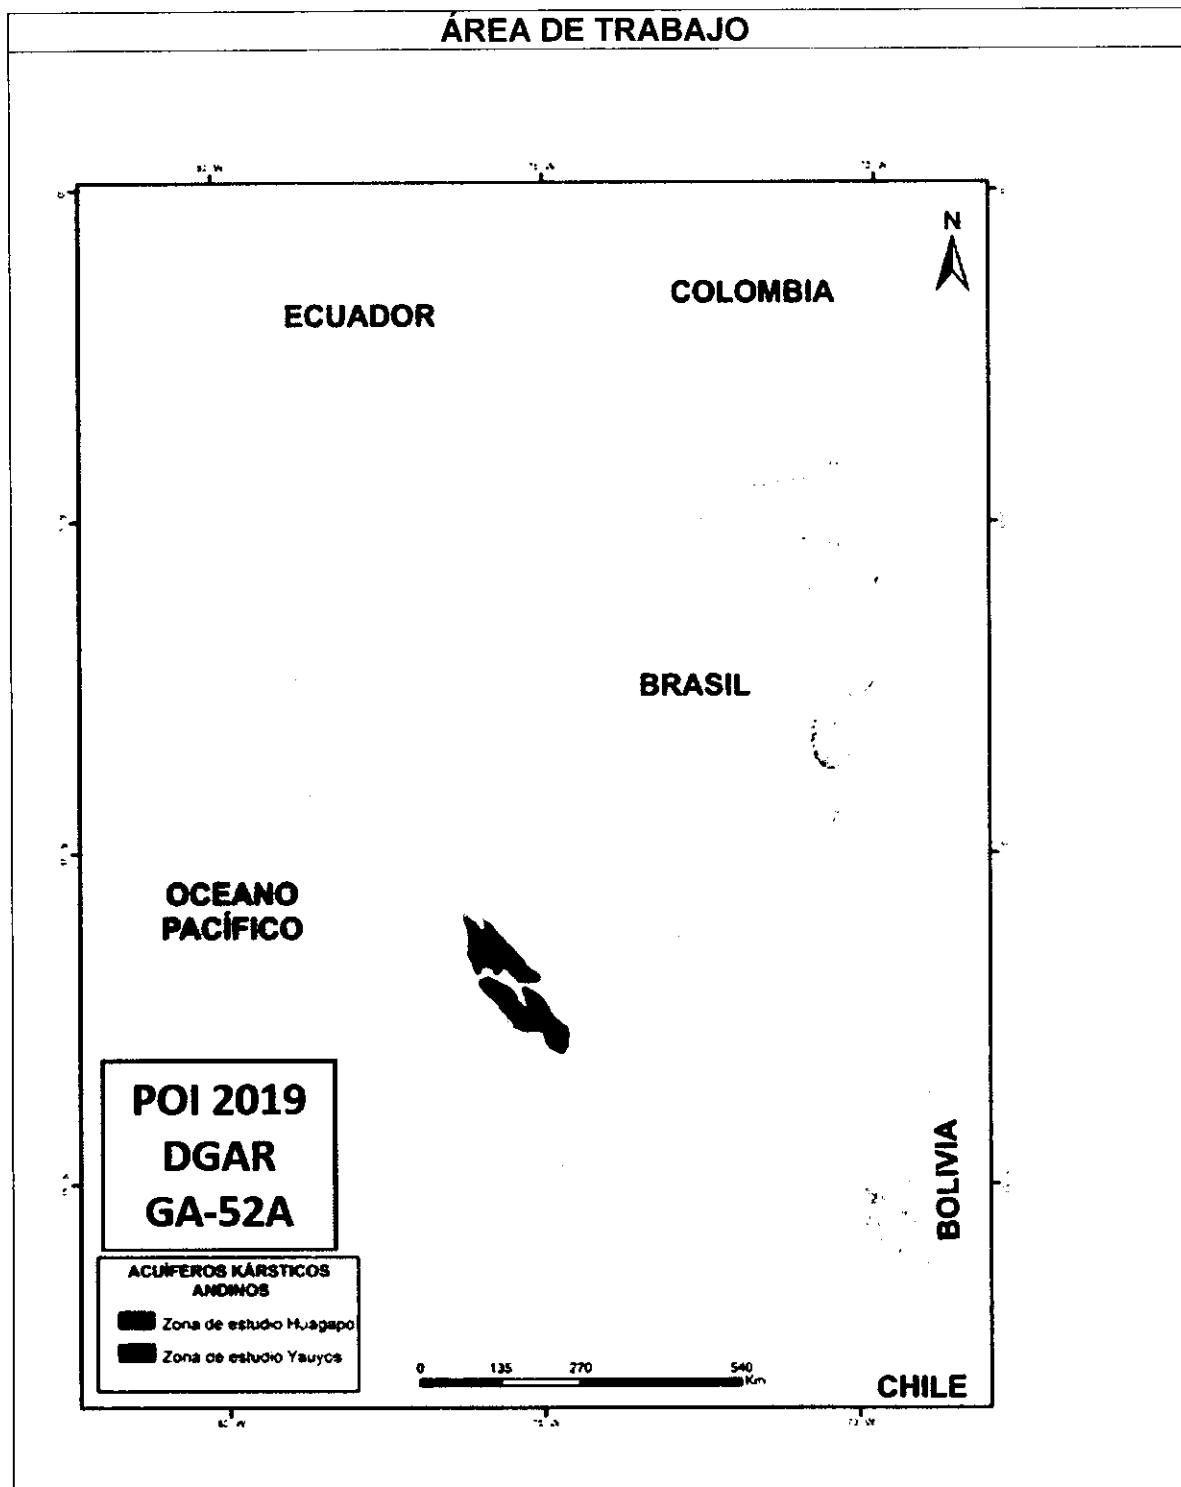 ÁREA DE TRABAJO
N
COLOMBIA
ECUADOR
BRASIL
OCEANO
PACÍFICO
POI 2019
DGAR
GA-52A
BOLIVIA
ACUÍFEROS KÁRSTICOS
ANDINOS
Zona de estudio Huagapo
Zona de estudio Yauyos
0 135 270 540
Km
CHILE